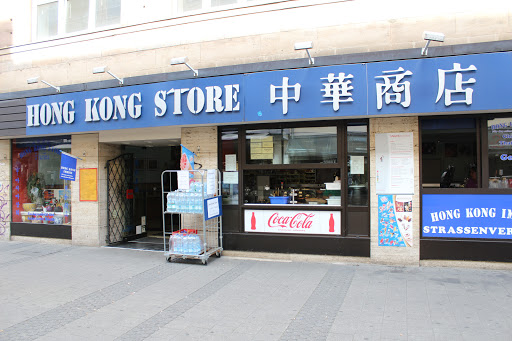 HONG KONG STORE 中華商店
Coca-Cola
HONG KONG IM
STRASSENVER